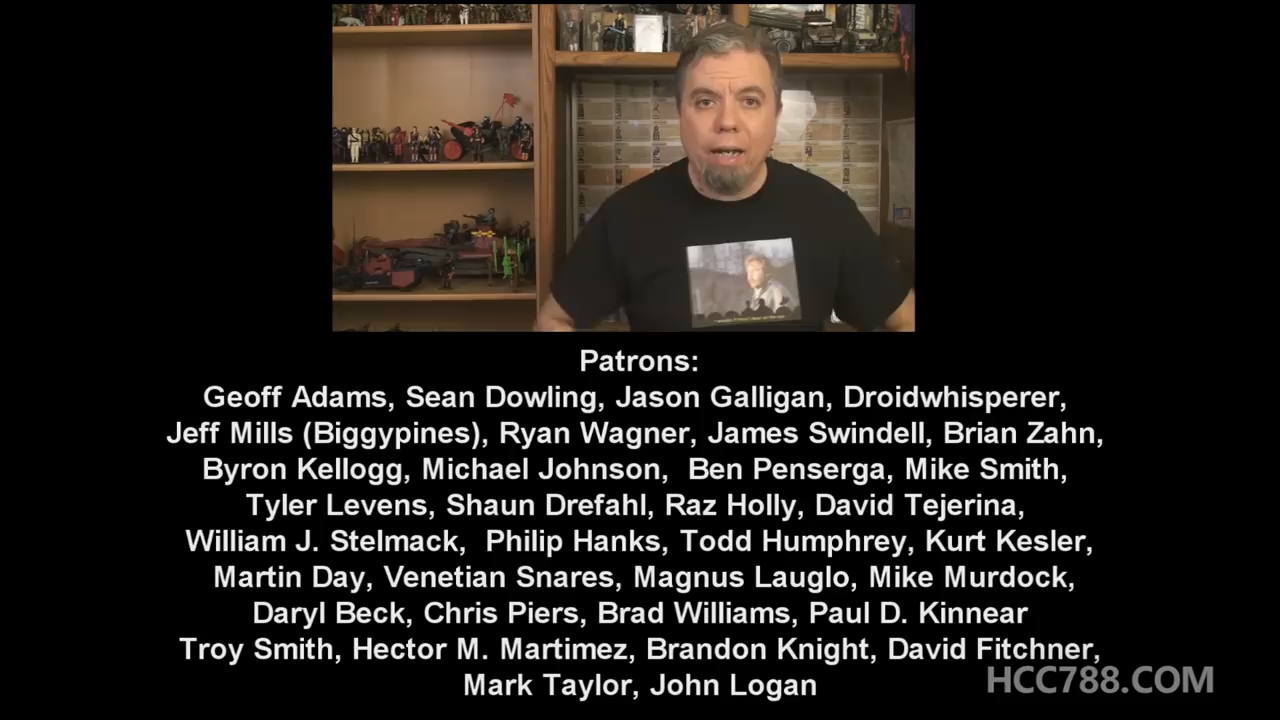 Patrons:
Geoff Adams, Sean Dowling, Jason Galligan, Droidwhisperer,
Jeff Mills (Biggypines), Ryan Wagner, James Swindell, Brian Zahn,
Byron Kellogg, Michael Johnson, Ben Penserga, Mike Smith,
Tyler Levens, Shaun Drefahl, Raz Holly, David Tejerina,
William J. Stelmack, Philip Hanks, Todd Humphrey, Kurt Kesler,
Martin Day, Venetian Snares, Magnus Lauglo, Mike Murdock,
Daryl Beck, Chris Piers, Brad Williams, Paul D. Kinnear
Troy Smith, Hector M. Martimez, Brandon Knight, David Fitchner,
Mark Taylor, John Logan
HCC788.COM